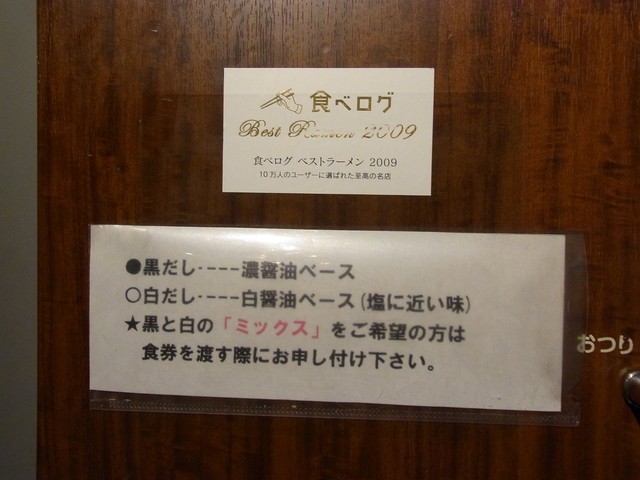 食べログ
Best Ramen 2009
食べログ ベストラーメン 2009
10万人のユーザーに選ばれた至高の名店
●黒だし‥---濃醤油ベース
○白だし‥---白醤油ベース(塩に近い味)
★黒と白の「ミックス」をご希望の方は
食券を渡す際にお申し付け下さい。
おつり